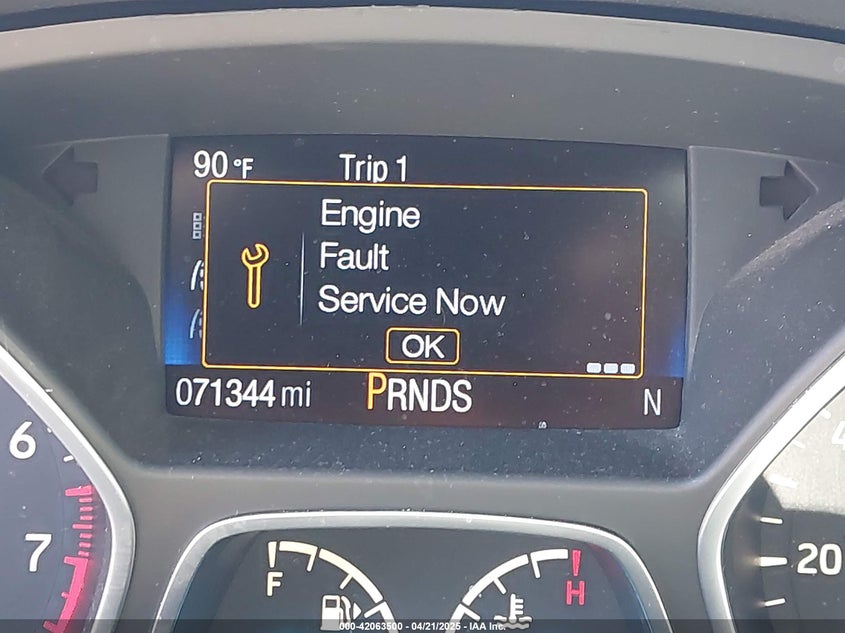 90°F Trip 1
Engine
Fault
Service Now
OK
071344 mi PRNDS N
6
7
F
H
20
000-42063500 - 04/21/2025 - IAA Inc.